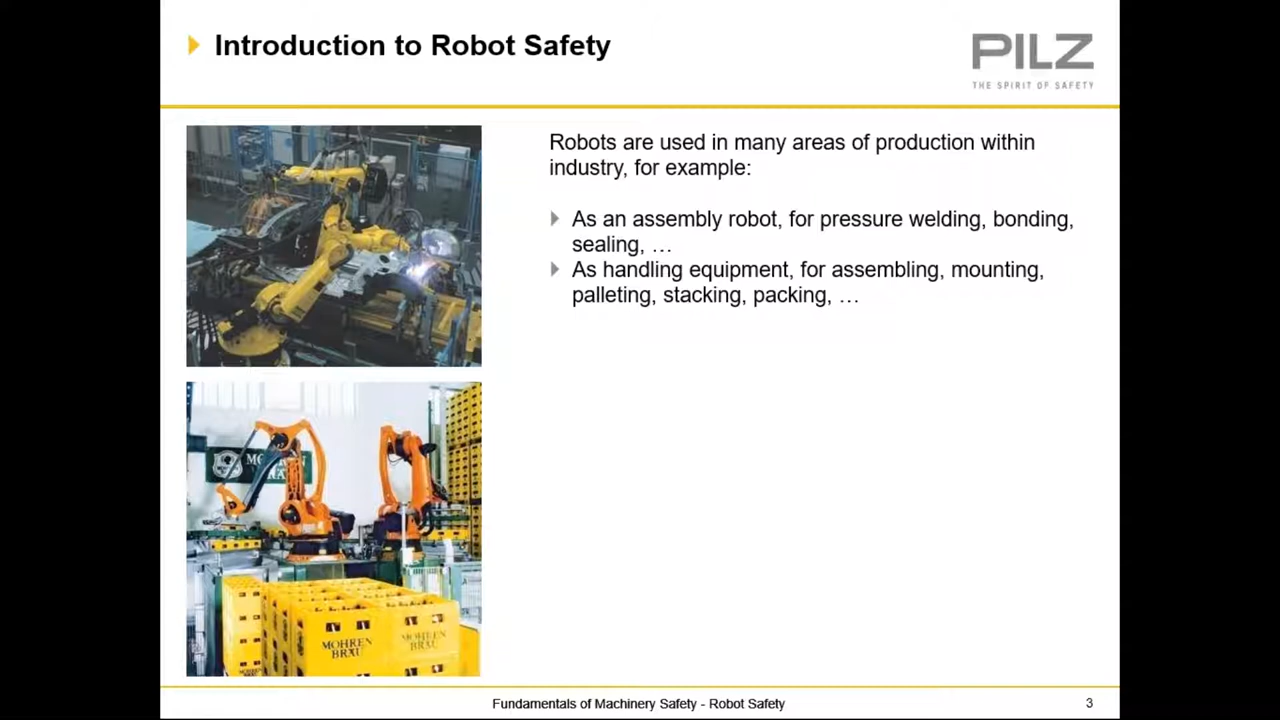 Introduction to Robot Safety
PILZ
THE SPIRIT OF SAFETY
Robots are used in many areas of production within
industry, for example:
As an assembly robot, for pressure welding, bonding,
sealing, …
As handling equipment, for assembling, mounting,
palleting, stacking, packing, …
MOHREN
BRÄU
MOHREN
BRÄU
Fundamentals of Machinery Safety - Robot Safety
3